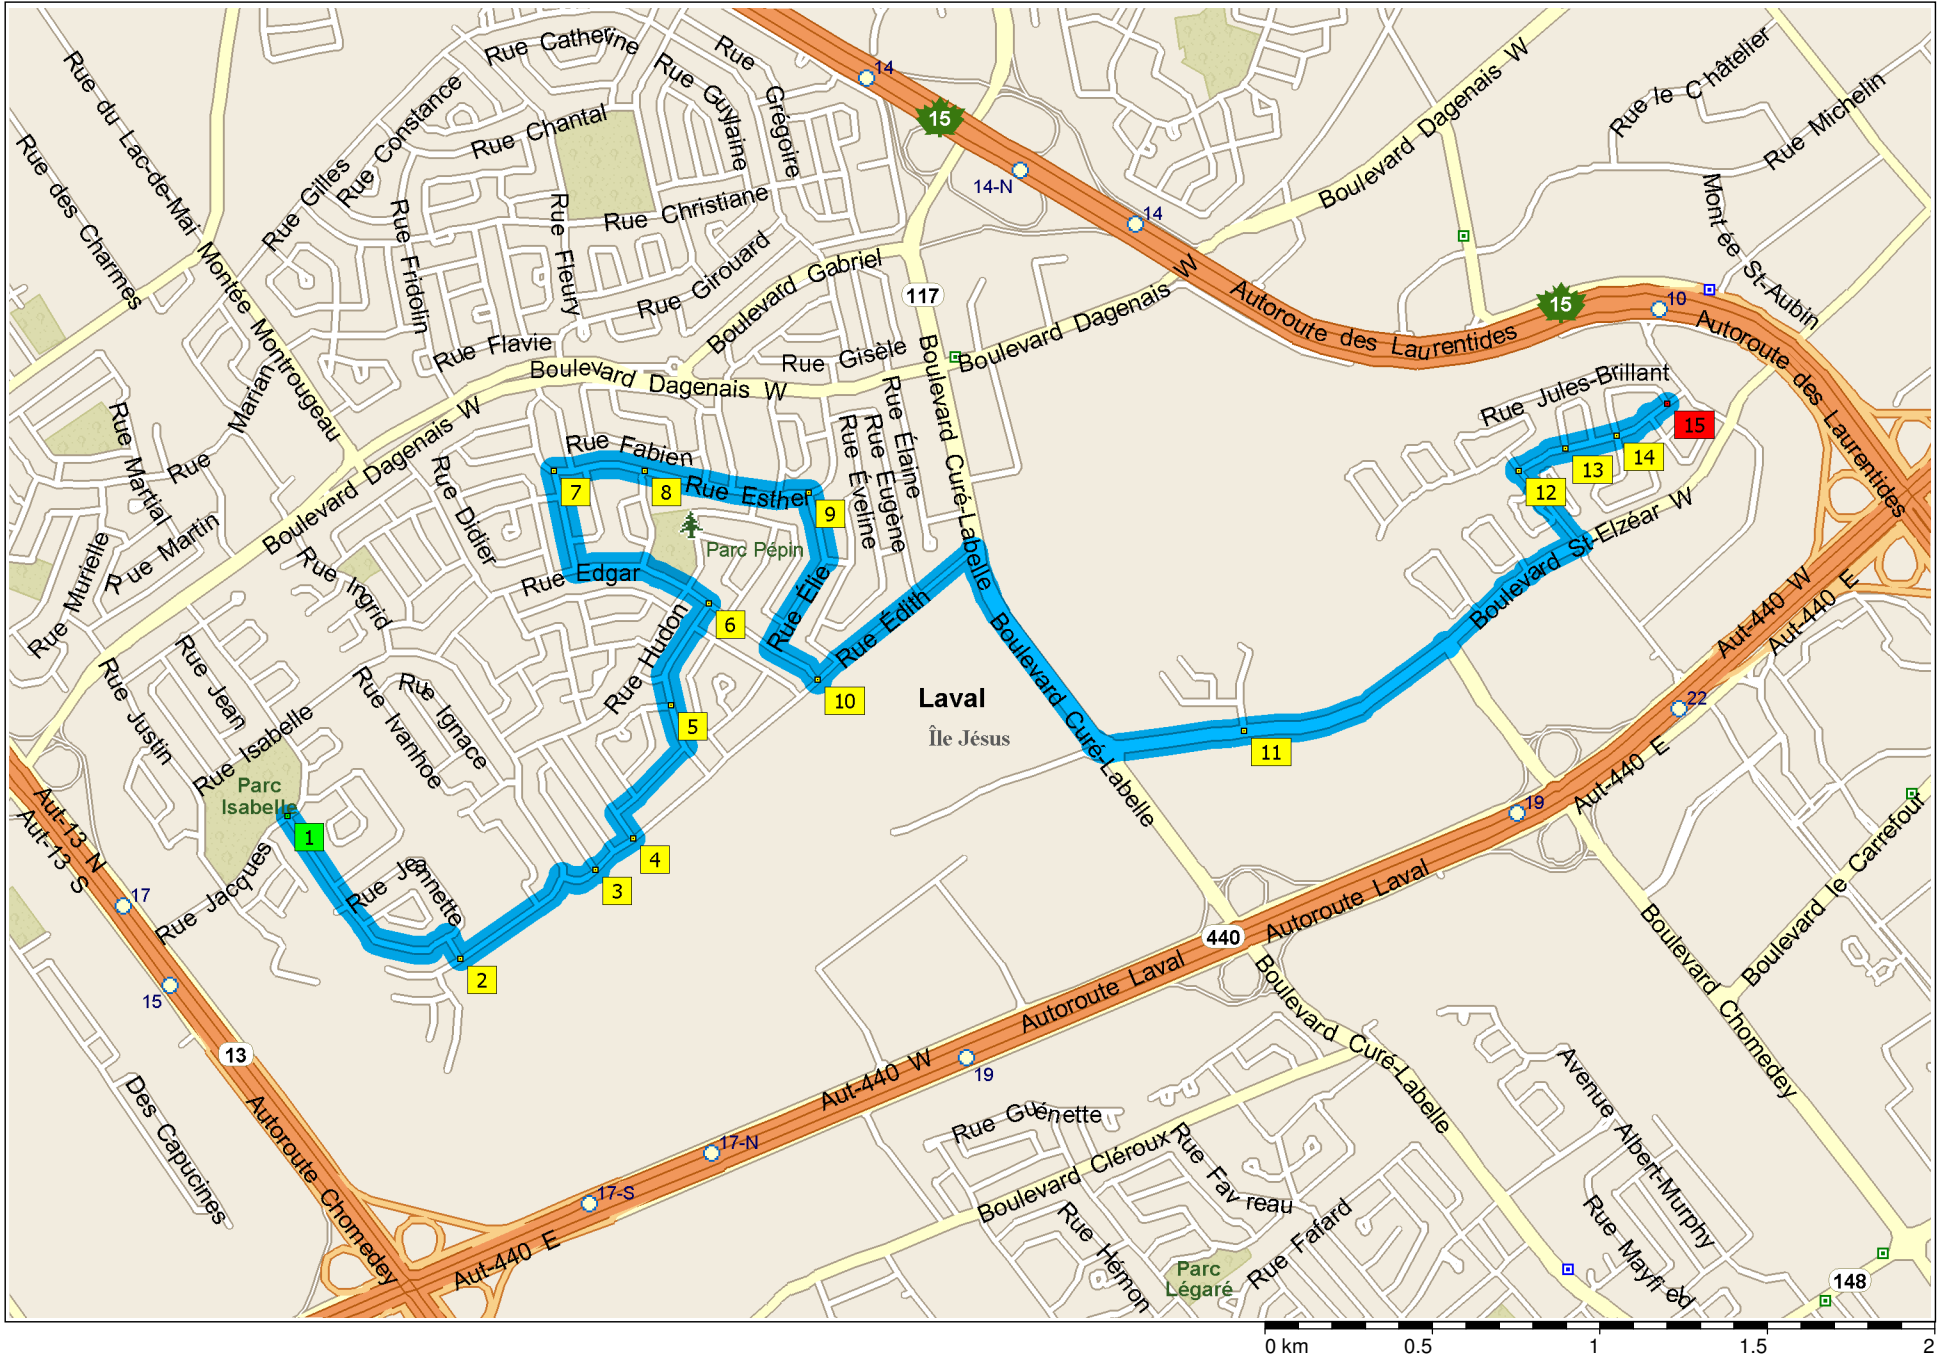 Rue Catherine
Rue Grégoire
Rue Guylaine
Rue du Lac-de-Mai
Rue Constance
Rue Chantal
Rue des Charmes
Rue Gilles
Rue Fridolin
Rue Fleury
Rue Christiane
Rue Girouard
Montée Montrougeau
14
15
14-N
14
Boulevard Dagenais W
Rue le Châtelier
Rue Michelin
Montée St-Aubin
Boulevard Gabriel
117
W
Boulevard Dagenais
Autoroute des Laurentides
15
10
Autoroute des Laurentides
Rue Flavie
Boulevard Dagenais W
Rue Gisèle
Boulevard Curé-Labelle
Rue Élaine
Rue Eugène
Rue Éveline
Rue Jules-Brillant
15
14
13
12
Rue Marian
Rue Martial
Rue Martin
Rue Murielle
Boulevard Dagenais W
Rue Didier
Rue Fabien
7
8
Rue Esther
9
Parc Pépin
Rue Edgar
6
Rue Élie
Rue Édith
10
Rue Hudon
5
Rue Ingrid
Rue Jean
Rue Justin
Rue Isabelle
Rue Ivanhoe
Rue Ignace
Parc
Isabelle
1
Rue Jacques
Rue Jennette
2
3
4
Laval
Île Jésus
Boulevard Curé-Labelle
11
Boulevard St-Elzéar W
Aut-440 W
Aut-440 E
22
19
Aut-440 E
Boulevard le Carrefour
Boulevard Chomedey
Aut-13 N
Aut-13 S
17
15
13
Autoroute Chomedey
Des Capucines
Autoroute Laval
440
Autoroute Laval
Aut-440 W
19
17-N
17-S
Aut-440 E
Boulevard Curé-Labelle
Rue Guénette
Boulevard Cléroux
Rue Favreau
Rue Hémon
Rue Fafard
Parc
Légaré
Avenue Albert-Murphy
Rue Mayfield
148
0 km 0.5 1 1.5 2